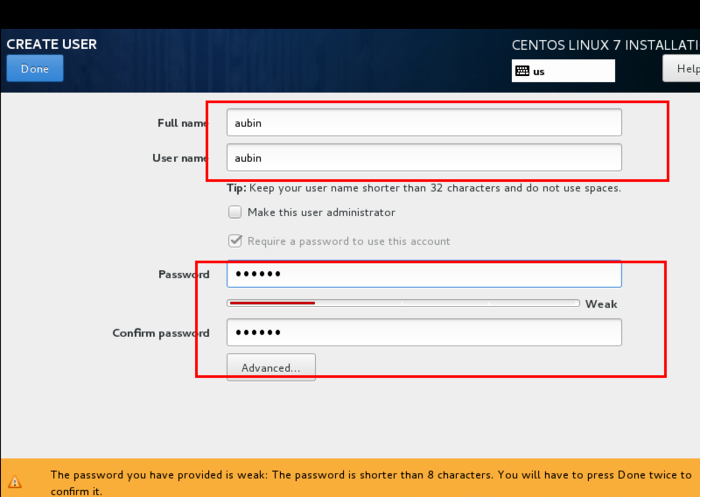 CREATE USER
CENTOS LINUX 7 INSTALLATI
Done
us
Help
Full name
aubin
User name
aubin
Tip: Keep your user name shorter than 32 characters and do not use spaces.
Make this user administrator
Require a password to use this account
Password
••••••
Weak
Confirm password
••••••
Advanced...
The password you have provided is weak: The password is shorter than 8 characters. You will have to press Done twice to
confirm it.